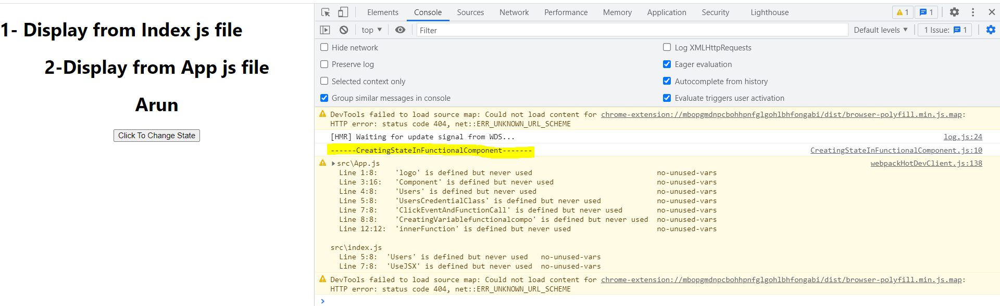 1- Display from Index js file
2-Display from App js file
Arun
Click To Change State
Elements Console Sources Network Performance Memory Application Security Lighthouse 1 1
top Filter Default levels 1 Issue: 1
Hide network Log XMLHttpRequests
Preserve log Eager evaluation
Selected context only Autocomplete from history
Group similar messages in console Evaluate triggers user activation
DevTools failed to load source map: Could not load content for chrome-extension://mbopgmdnpcbohhpnfglgohlbhfongabi/dist/browser-polyfill.min.js.map:
HTTP error: status code 404, net::ERR_UNKNOWN_URL_SCHEME
[HMR] Waiting for update signal from WDS... log.js:24
------CreatingStateInFunctionalComponent------- CreatingStateInFunctionalComponent.js:10
src\App.js webpackHotDevClient.js:138
Line 1:8: 'logo' is defined but never used no-unused-vars
Line 3:16: 'Component' is defined but never used no-unused-vars
Line 4:8: 'Users' is defined but never used no-unused-vars
Line 5:8: 'UsersCredentialClass' is defined but never used no-unused-vars
Line 7:8: 'ClickEventAndFunctionCall' is defined but never used no-unused-vars
Line 8:8: 'CreatingVariablefunctionalcompo' is defined but never used no-unused-vars
Line 12:12: 'innerFunction' is defined but never used no-unused-vars
src\index.js
Line 5:8: 'Users' is defined but never used no-unused-vars
Line 7:8: 'UseJSX' is defined but never used no-unused-vars
DevTools failed to load source map: Could not load content for chrome-extension://mbopgmdnpcbohhpnfglgohlbhfongabi/dist/browser-polyfill.min.js.map:
HTTP error: status code 404, net::ERR_UNKNOWN_URL_SCHEME